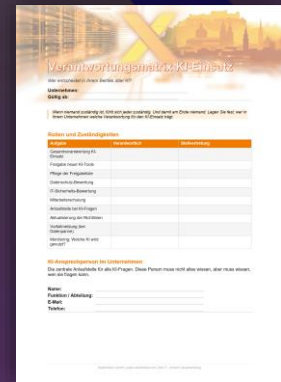 Verantwortungsmatrix KI-Einsatz
Wer entscheidet in Ihrem Betrieb über KI?
Unternehmen:
Gültig ab:
Wenn niemand zuständig ist, fühlt sich jeder zuständig. Und damit am Ende niemand. Legen Sie fest, wer in
Ihrem Unternehmen welche Verantwortung für den KI-Einsatz trägt.
Rollen und Zuständigkeiten
Aufgabe Verantwortlich Stellvertretung
Gesamtverantwortung KI-
Einsatz
Freigabe neuer KI-Tools
Pflege der Freigabeliste
Datenschutz-Bewertung
IT-Sicherheits-Bewertung
Mitarbeiterschulung
Anlaufstelle bei KI-Fragen
Aktualisierung der Richtlinien
Vorfallmeldung (bei
Datenpanne)
Monitoring: Welche KI wird
genutzt?
KI-Ansprechperson im Unternehmen
Die zentrale Anlaufstelle für alle KI-Fragen. Diese Person muss nicht alles wissen, aber muss wissen,
wen sie fragen kann.
Name:
Funktion / Abteilung:
E-Mail:
Telefon: